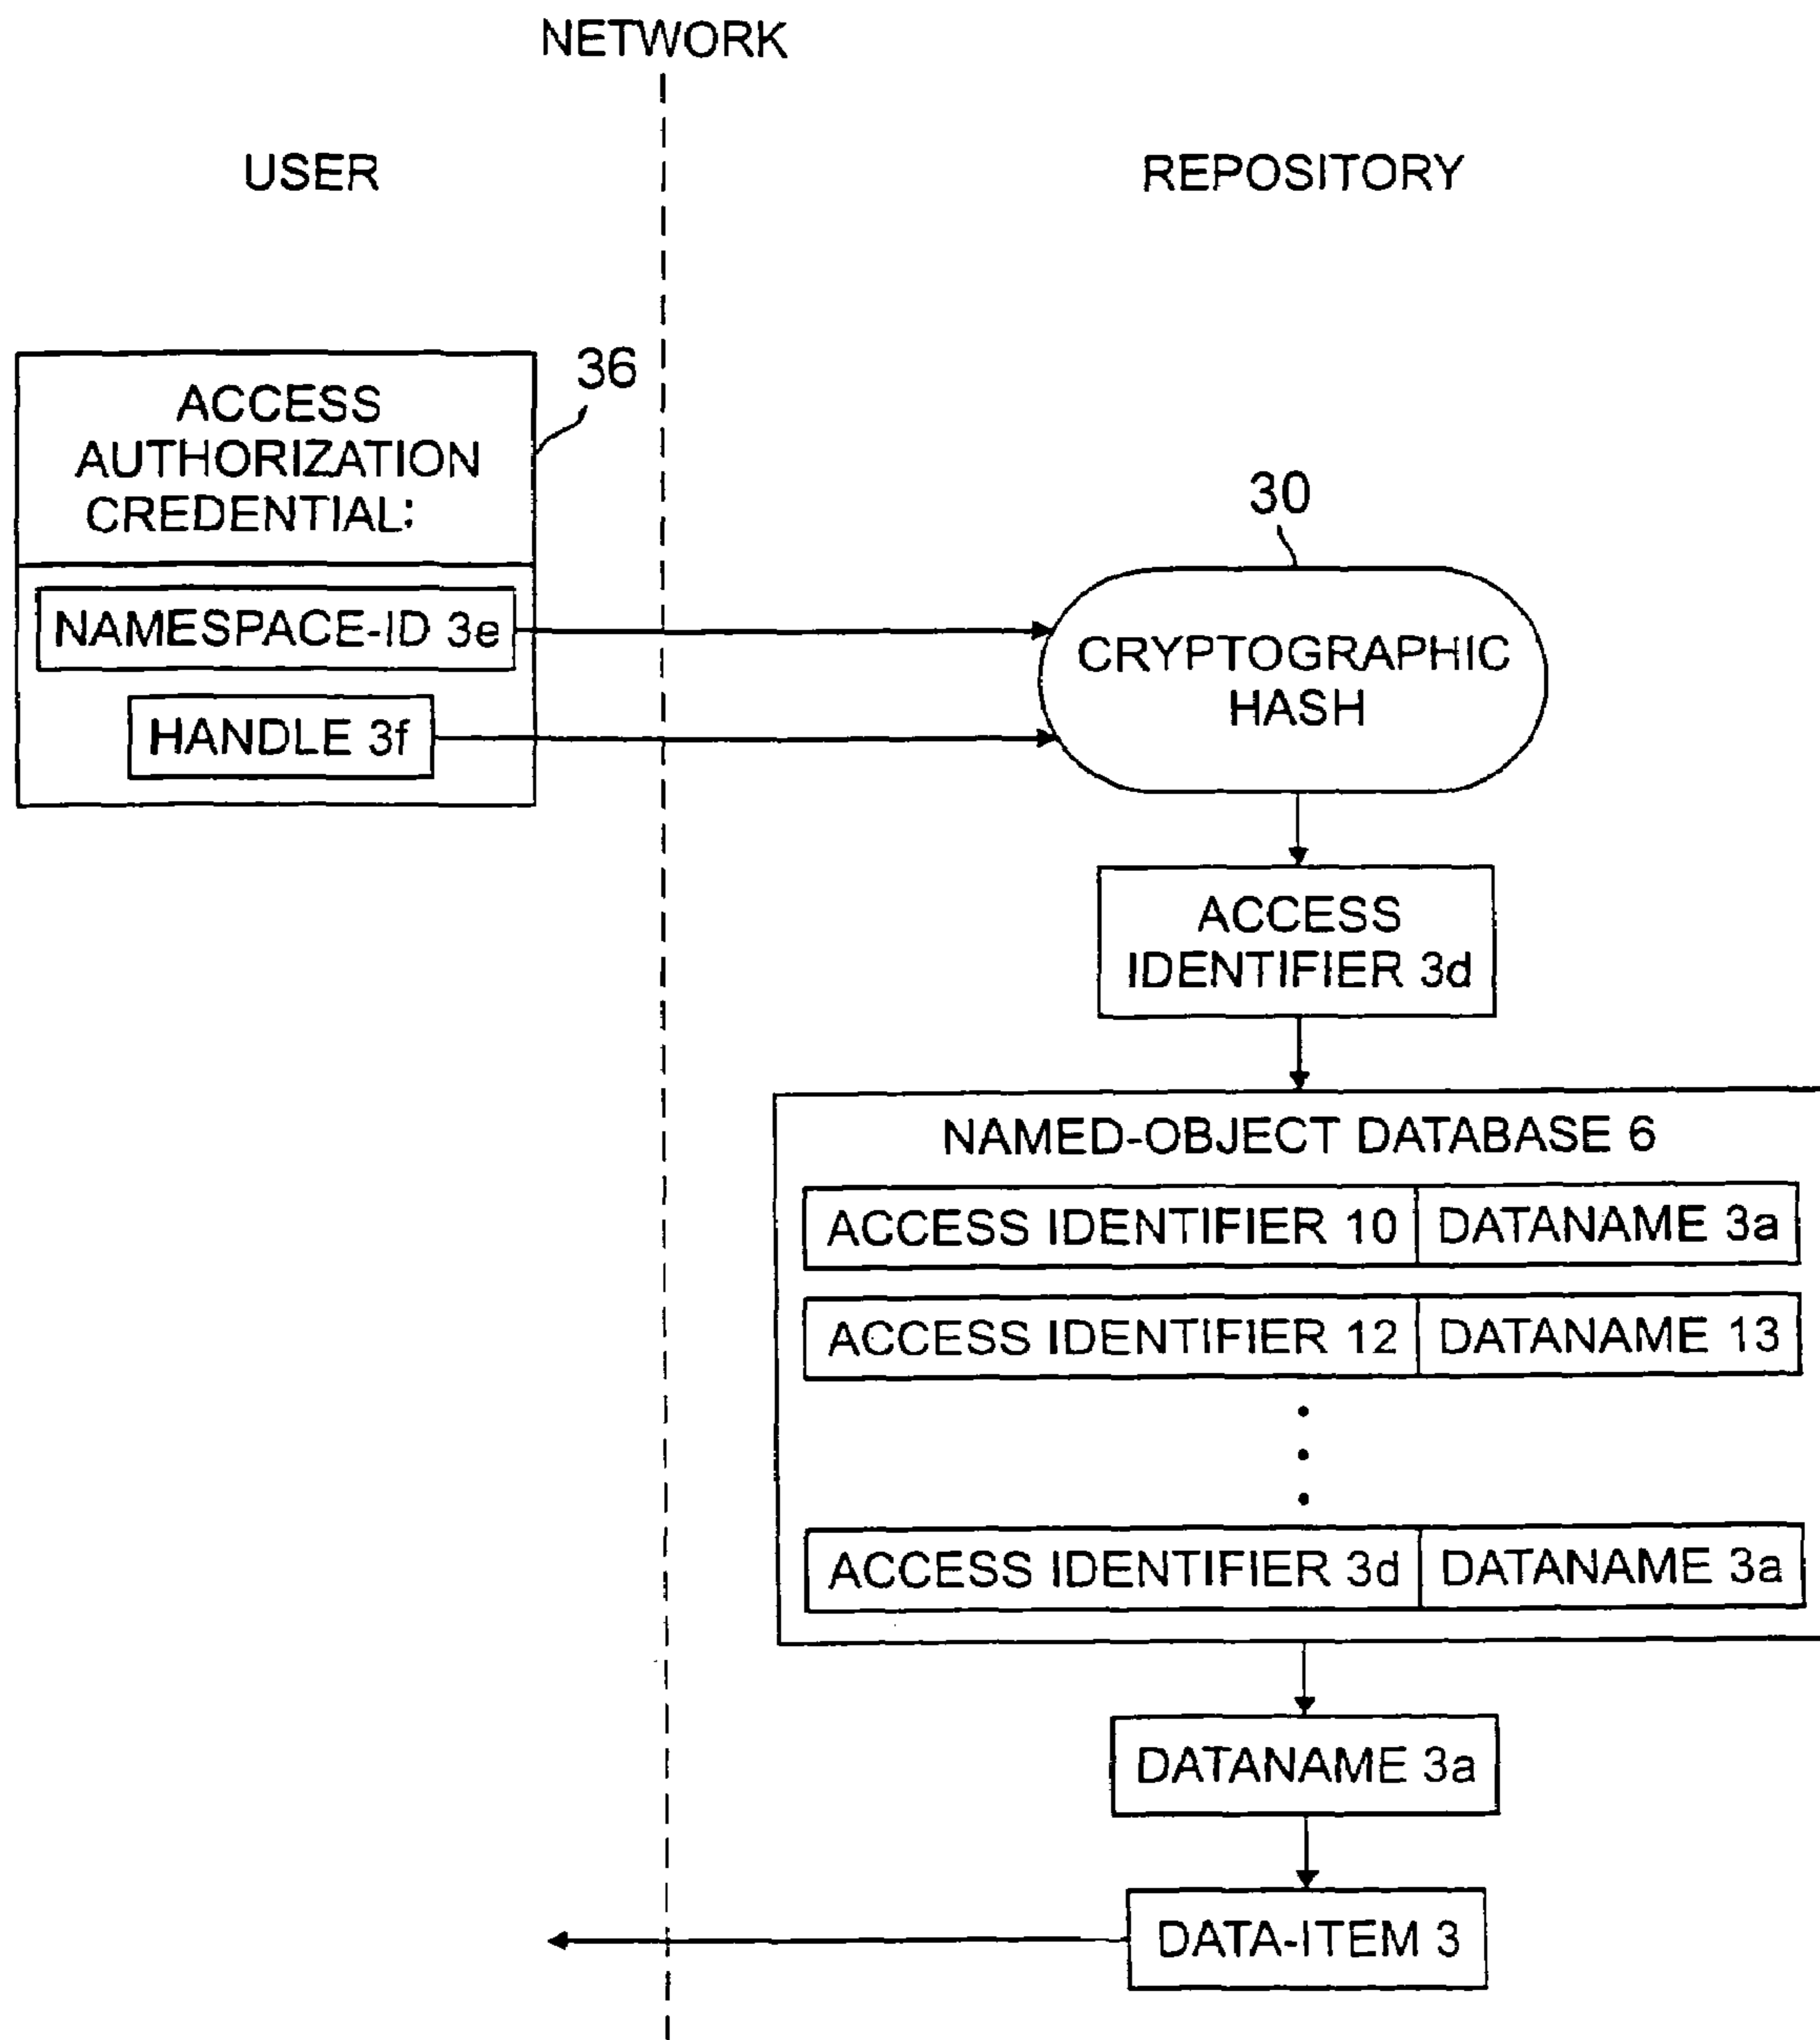 NETWORK
USER
REPOSITORY
36
ACCESS
AUTHORIZATION
CREDENTIAL:
NAMESPACE-ID 3e
HANDLE 3f
30
CRYPTOGRAPHIC
HASH
ACCESS
IDENTIFIER 3d
NAMED-OBJECT DATABASE 6
ACCESS IDENTIFIER 10 DATANAME 3a
ACCESS IDENTIFIER 12 DATANAME 13
ACCESS IDENTIFIER 3d DATANAME 3a
DATANAME 3a
DATA-ITEM 3